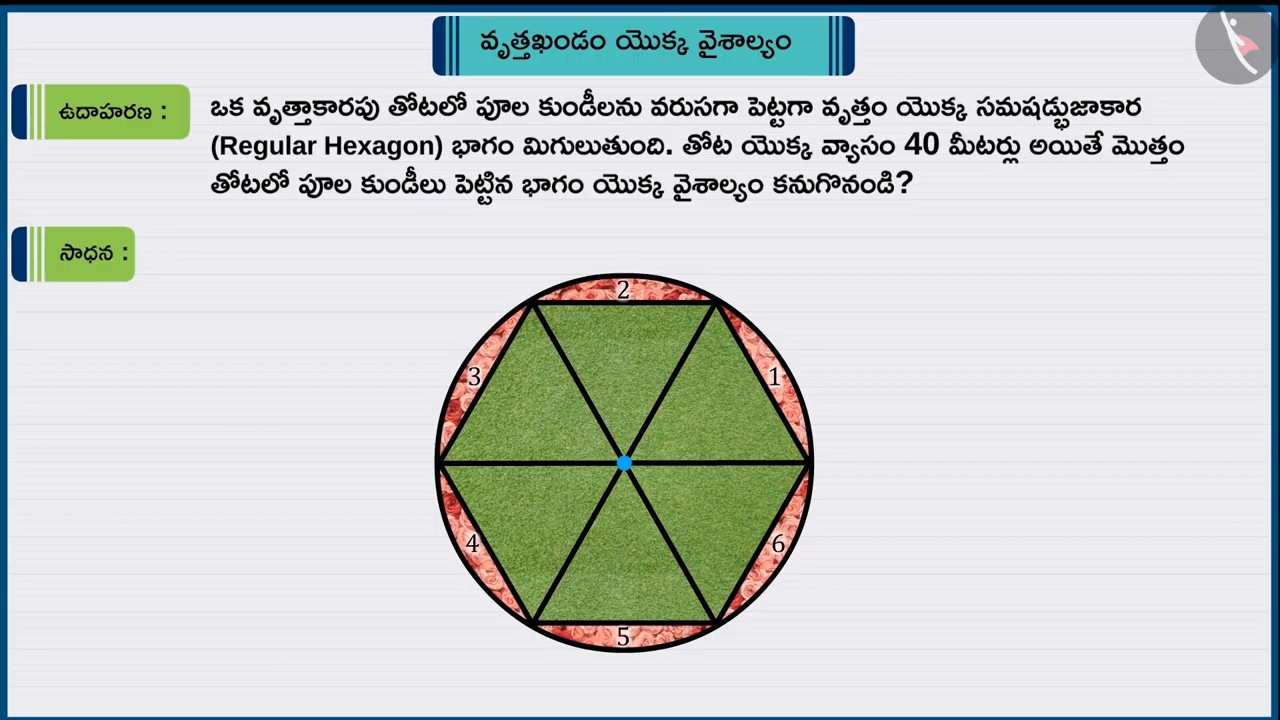 వృత్తఖండం యొక్క వైశాల్యం
ఉదాహరణ :
ఒక వృత్తాకారపు తోటలో పూల కుండీలను వరుసగా పెట్టగా వృత్తం యొక్క సమషడ్భుజాకార
(Regular Hexagon) భాగం మిగులుతుంది. తోట యొక్క వ్యాసం 40 మీటర్లు అయితే మొత్తం
తోటలో పూల కుండీలు పెట్టిన భాగం యొక్క వైశాల్యం కనుగొనండి?
సాధన :
2
3
1
4
6
5